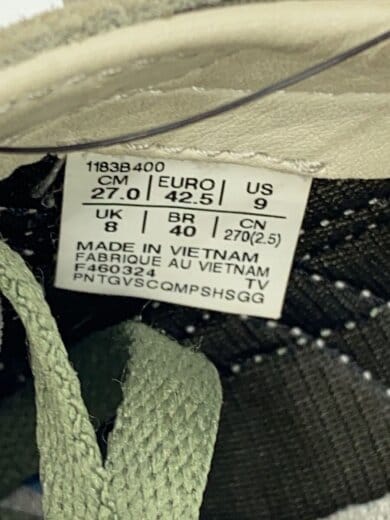 1183B400
CM EURO US
27.0 42.5 9
UK BR CN
8 40 270(2.5)
MADE IN VIETNAM
FABRIQUE AU VIETNAM
F460324 TV
PNTGVSCQMPSHSGG